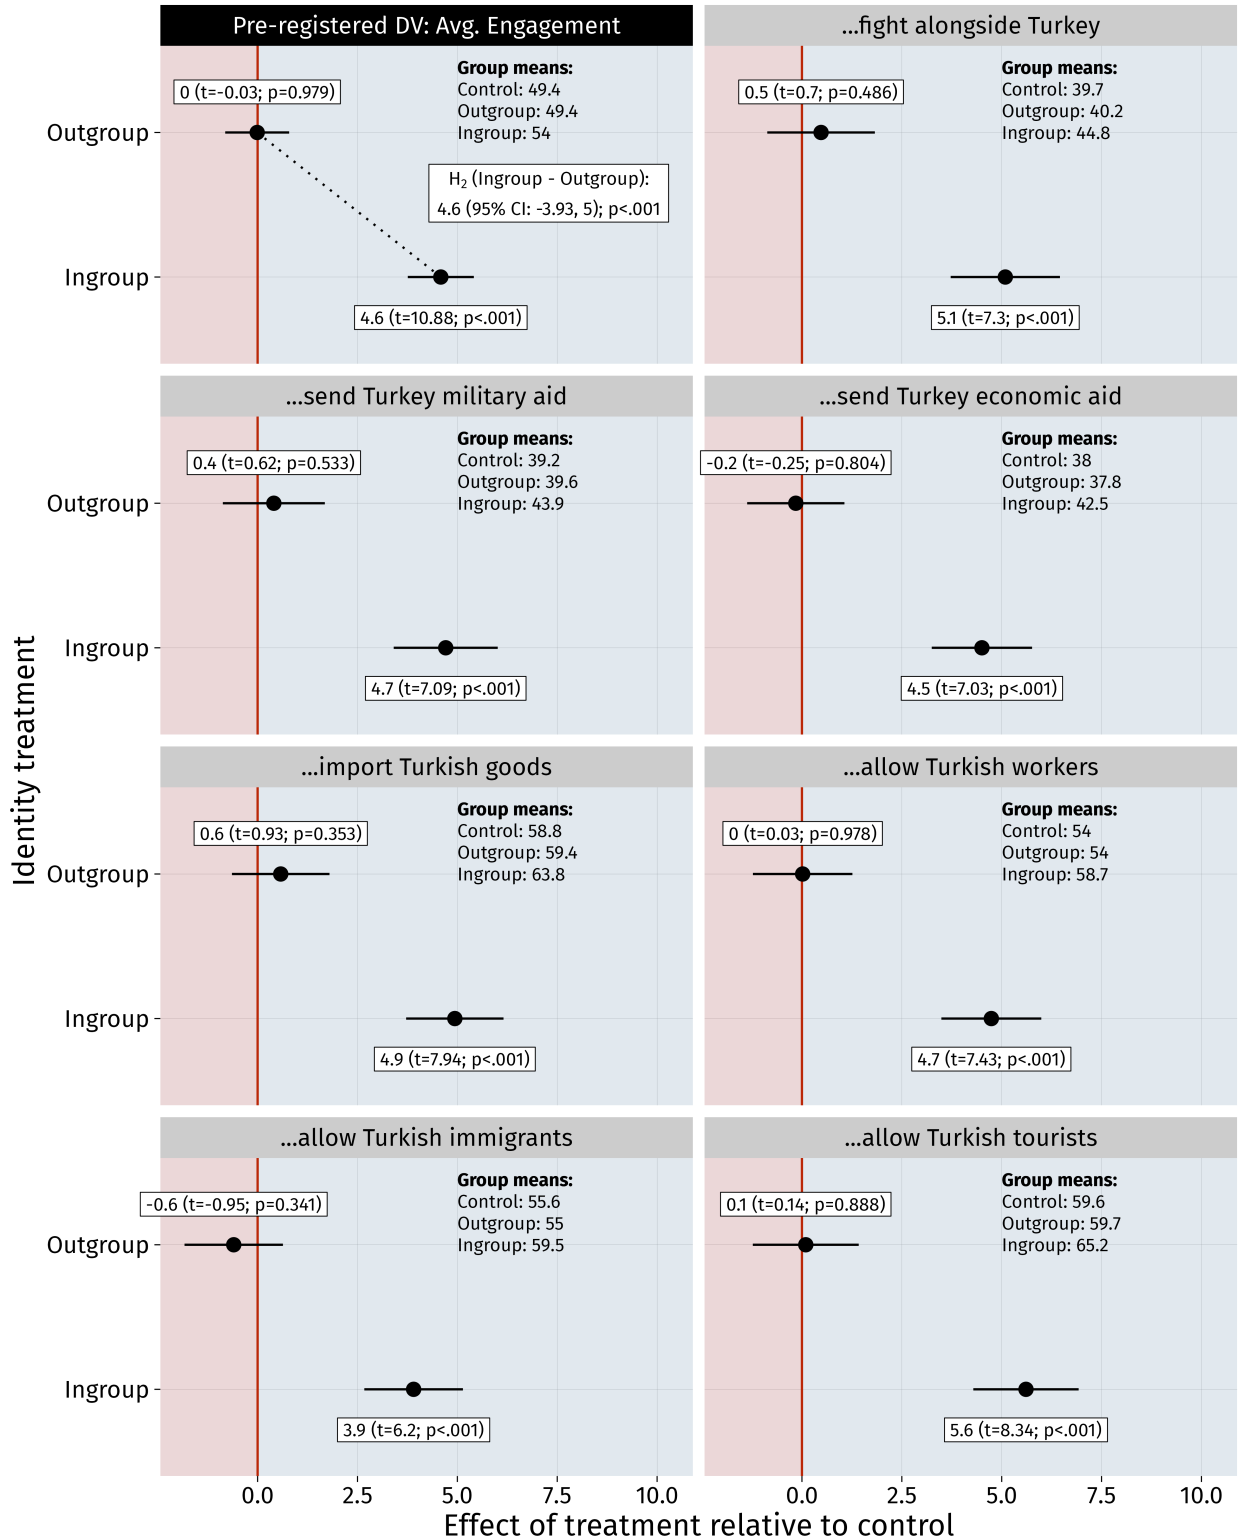 Pre-registered DV: Avg. Engagement
Group means:
Control: 49.4
Outgroup: 49.4
Ingroup: 54
0 (t=-0.03; p=0.979)
Outgroup
H₂ (Ingroup - Outgroup):
4.6 (95% CI: -3.93, 5); p<.001
Ingroup
4.6 (t=10.88; p<.001)
...fight alongside Turkey
Group means:
Control: 39.7
Outgroup: 40.2
Ingroup: 44.8
0.5 (t=0.7; p=0.486)
5.1 (t=7.3; p<.001)
...send Turkey military aid
Group means:
Control: 39.2
Outgroup: 39.6
Ingroup: 43.9
0.4 (t=0.62; p=0.533)
Outgroup
Ingroup
4.7 (t=7.09; p<.001)
...send Turkey economic aid
Group means:
Control: 38
Outgroup: 37.8
Ingroup: 42.5
-0.2 (t=-0.25; p=0.804)
4.5 (t=7.03; p<.001)
Identity treatment
...import Turkish goods
Group means:
Control: 58.8
Outgroup: 59.4
Ingroup: 63.8
0.6 (t=0.93; p=0.353)
Outgroup
Ingroup
4.9 (t=7.94; p<.001)
...allow Turkish workers
Group means:
Control: 54
Outgroup: 54
Ingroup: 58.7
0 (t=0.03; p=0.978)
4.7 (t=7.43; p<.001)
...allow Turkish immigrants
Group means:
Control: 55.6
Outgroup: 55
Ingroup: 59.5
-0.6 (t=-0.95; p=0.341)
Outgroup
Ingroup
3.9 (t=6.2; p<.001)
...allow Turkish tourists
Group means:
Control: 59.6
Outgroup: 59.7
Ingroup: 65.2
0.1 (t=0.14; p=0.888)
5.6 (t=8.34; p<.001)
0.0 2.5 5.0 7.5 10.0
0.0 2.5 5.0 7.5 10.0
Effect of treatment relative to control